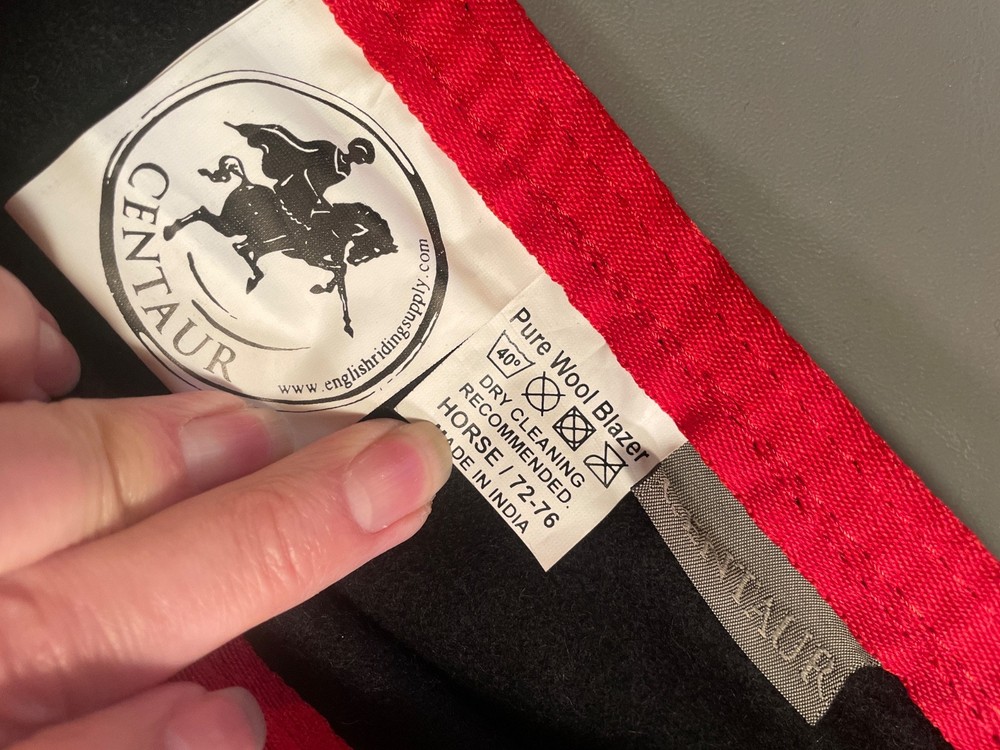 CENTAUR
www.englishridingsupply.com
Pure Wool Blazer
40°
DRY CLEANING
RECOMMENDED.
HORSE / 72-76
MADE IN INDIA
CENTAUR